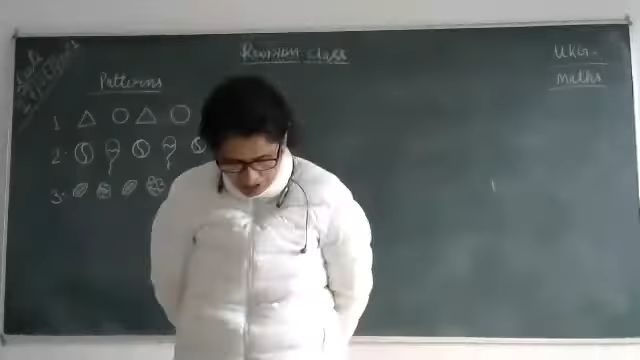 Revision class
UKG.
Maths
Patterns
1.
2.
3.